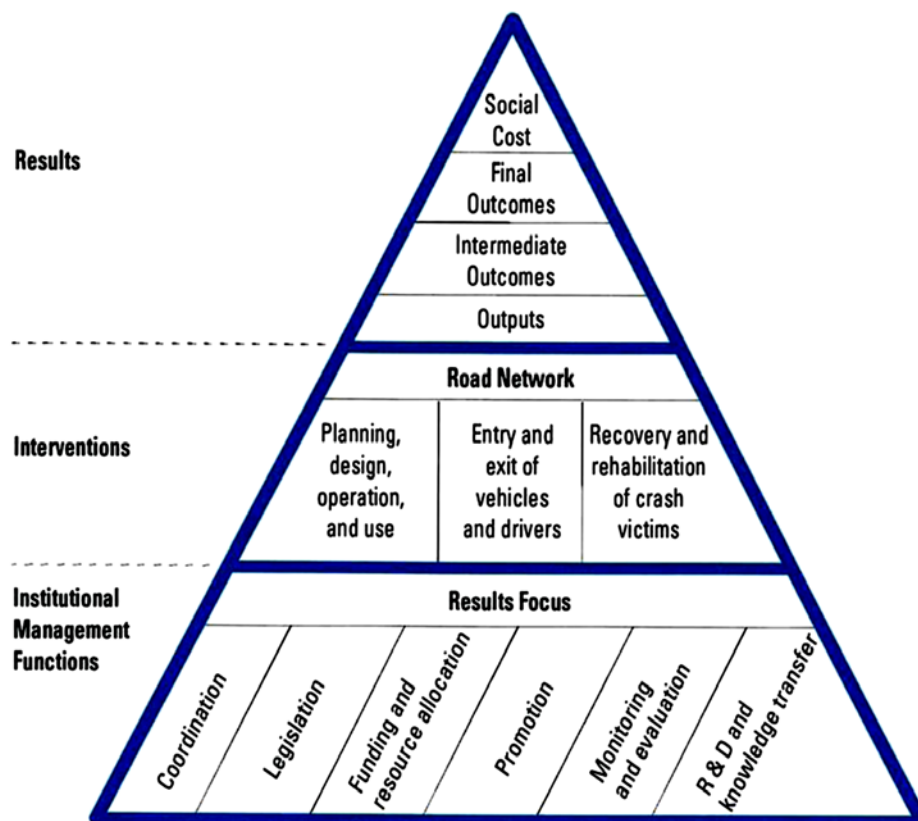 Social
Cost
Results
Final
Outcomes
Intermediate
Outcomes
Outputs
Road Network
Interventions
Planning,
design,
operation,
and use
Entry and
exit of
vehicles
and drivers
Recovery and
rehabilitation
of crash
victims
Institutional
Management
Functions
Results Focus
Coordination
Legislation
Funding and
resource allocation
Promotion
Monitoring
and evaluation
R & D and
knowledge transfer